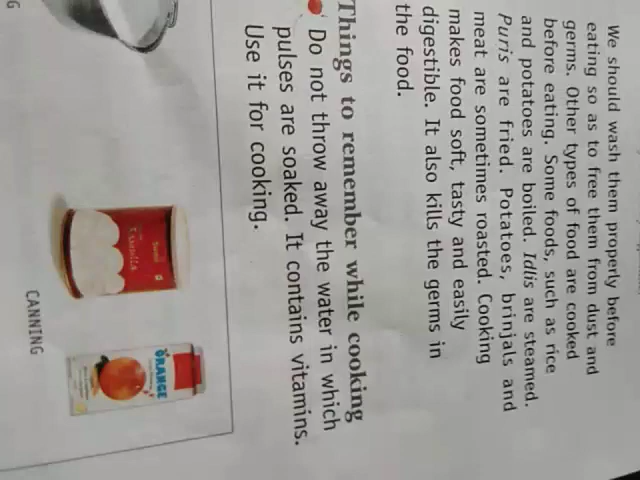 We should wash them properly before
eating so as to free them from dust and
germs. Other types of food are cooked
before eating. Some foods, such as rice
and potatoes are boiled. Idlis are steamed.
Puris are fried. Potatoes, brinjals and
meat are sometimes roasted. Cooking
makes food soft, tasty and easily
digestible. It also kills the germs in
the food.
Things to remember while cooking
Do not throw away the water in which
pulses are soaked. It contains vitamins.
Use it for cooking.
ORANGE
CANNING
G